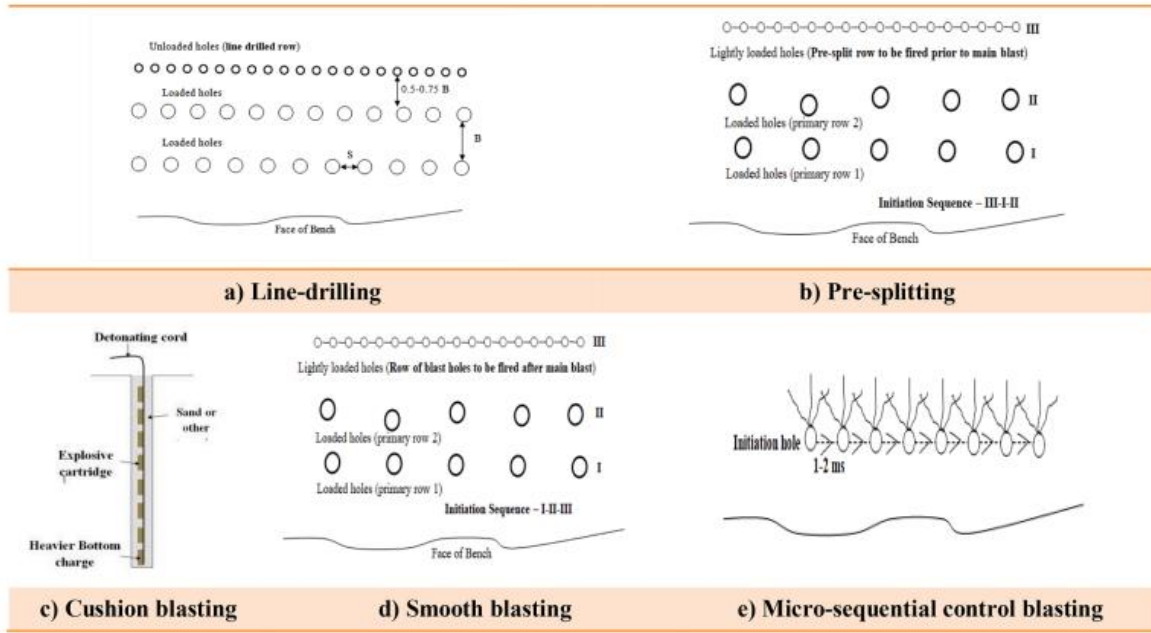 Unloaded holes (line drilled row)
0.5-0.75 B
Loaded holes
B
Loaded holes
S
Face of Bench
III
Lightly loaded holes (Pre-split row to be fired prior to main blast)
II
Loaded holes (primary row 2)
I
Loaded holes (primary row 1)
Initiation Sequence – III-I-II
Face of Bench
a) Line-drilling
b) Pre-splitting
Detonating cord
Sand or
other
Explosive
cartridge
Heavier Bottom
charge
III
Lightly loaded holes (Row of blast holes to be fired after main blast)
II
Loaded holes (primary row 2)
I
Loaded holes (primary row 1)
Initiation Sequence – I-II-III
Face of Bench
Initiation hole
1-2 ms
c) Cushion blasting
d) Smooth blasting
e) Micro-sequential control blasting